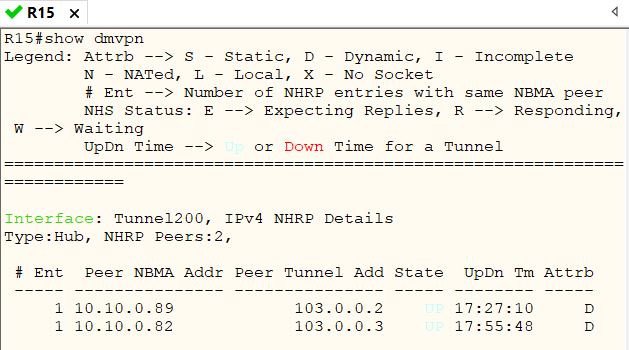 R15
R15#show dmvpn
Legend: Attrb --> S - Static, D - Dynamic, I - Incomplete
        N - NATed, L - Local, X - No Socket
        # Ent --> Number of NHRP entries with same NBMA peer
        NHS Status: E --> Expecting Replies, R --> Responding,
 W --> Waiting
        UpDn Time --> Up or Down Time for a Tunnel
==============================================================
============

Interface: Tunnel200, IPv4 NHRP Details
Type:Hub, NHRP Peers:2,

 # Ent  Peer NBMA Addr Peer Tunnel Add State  UpDn Tm Attrb
 ----- --------------- --------------- ----- -------- -----
     1 10.10.0.89            103.0.0.2    UP 17:27:10     D
     1 10.10.0.82            103.0.0.3    UP 17:55:48     D